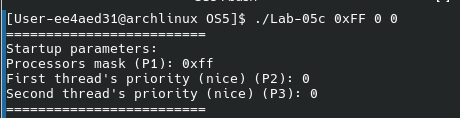 [User-ee4aed31@archlinux OS5]$ ./Lab-05c 0xFF 0 0
=========================
Startup parameters:
Processors mask (P1): 0xff
First thread's priority (nice) (P2): 0
Second thread's priority (nice) (P3): 0
=========================